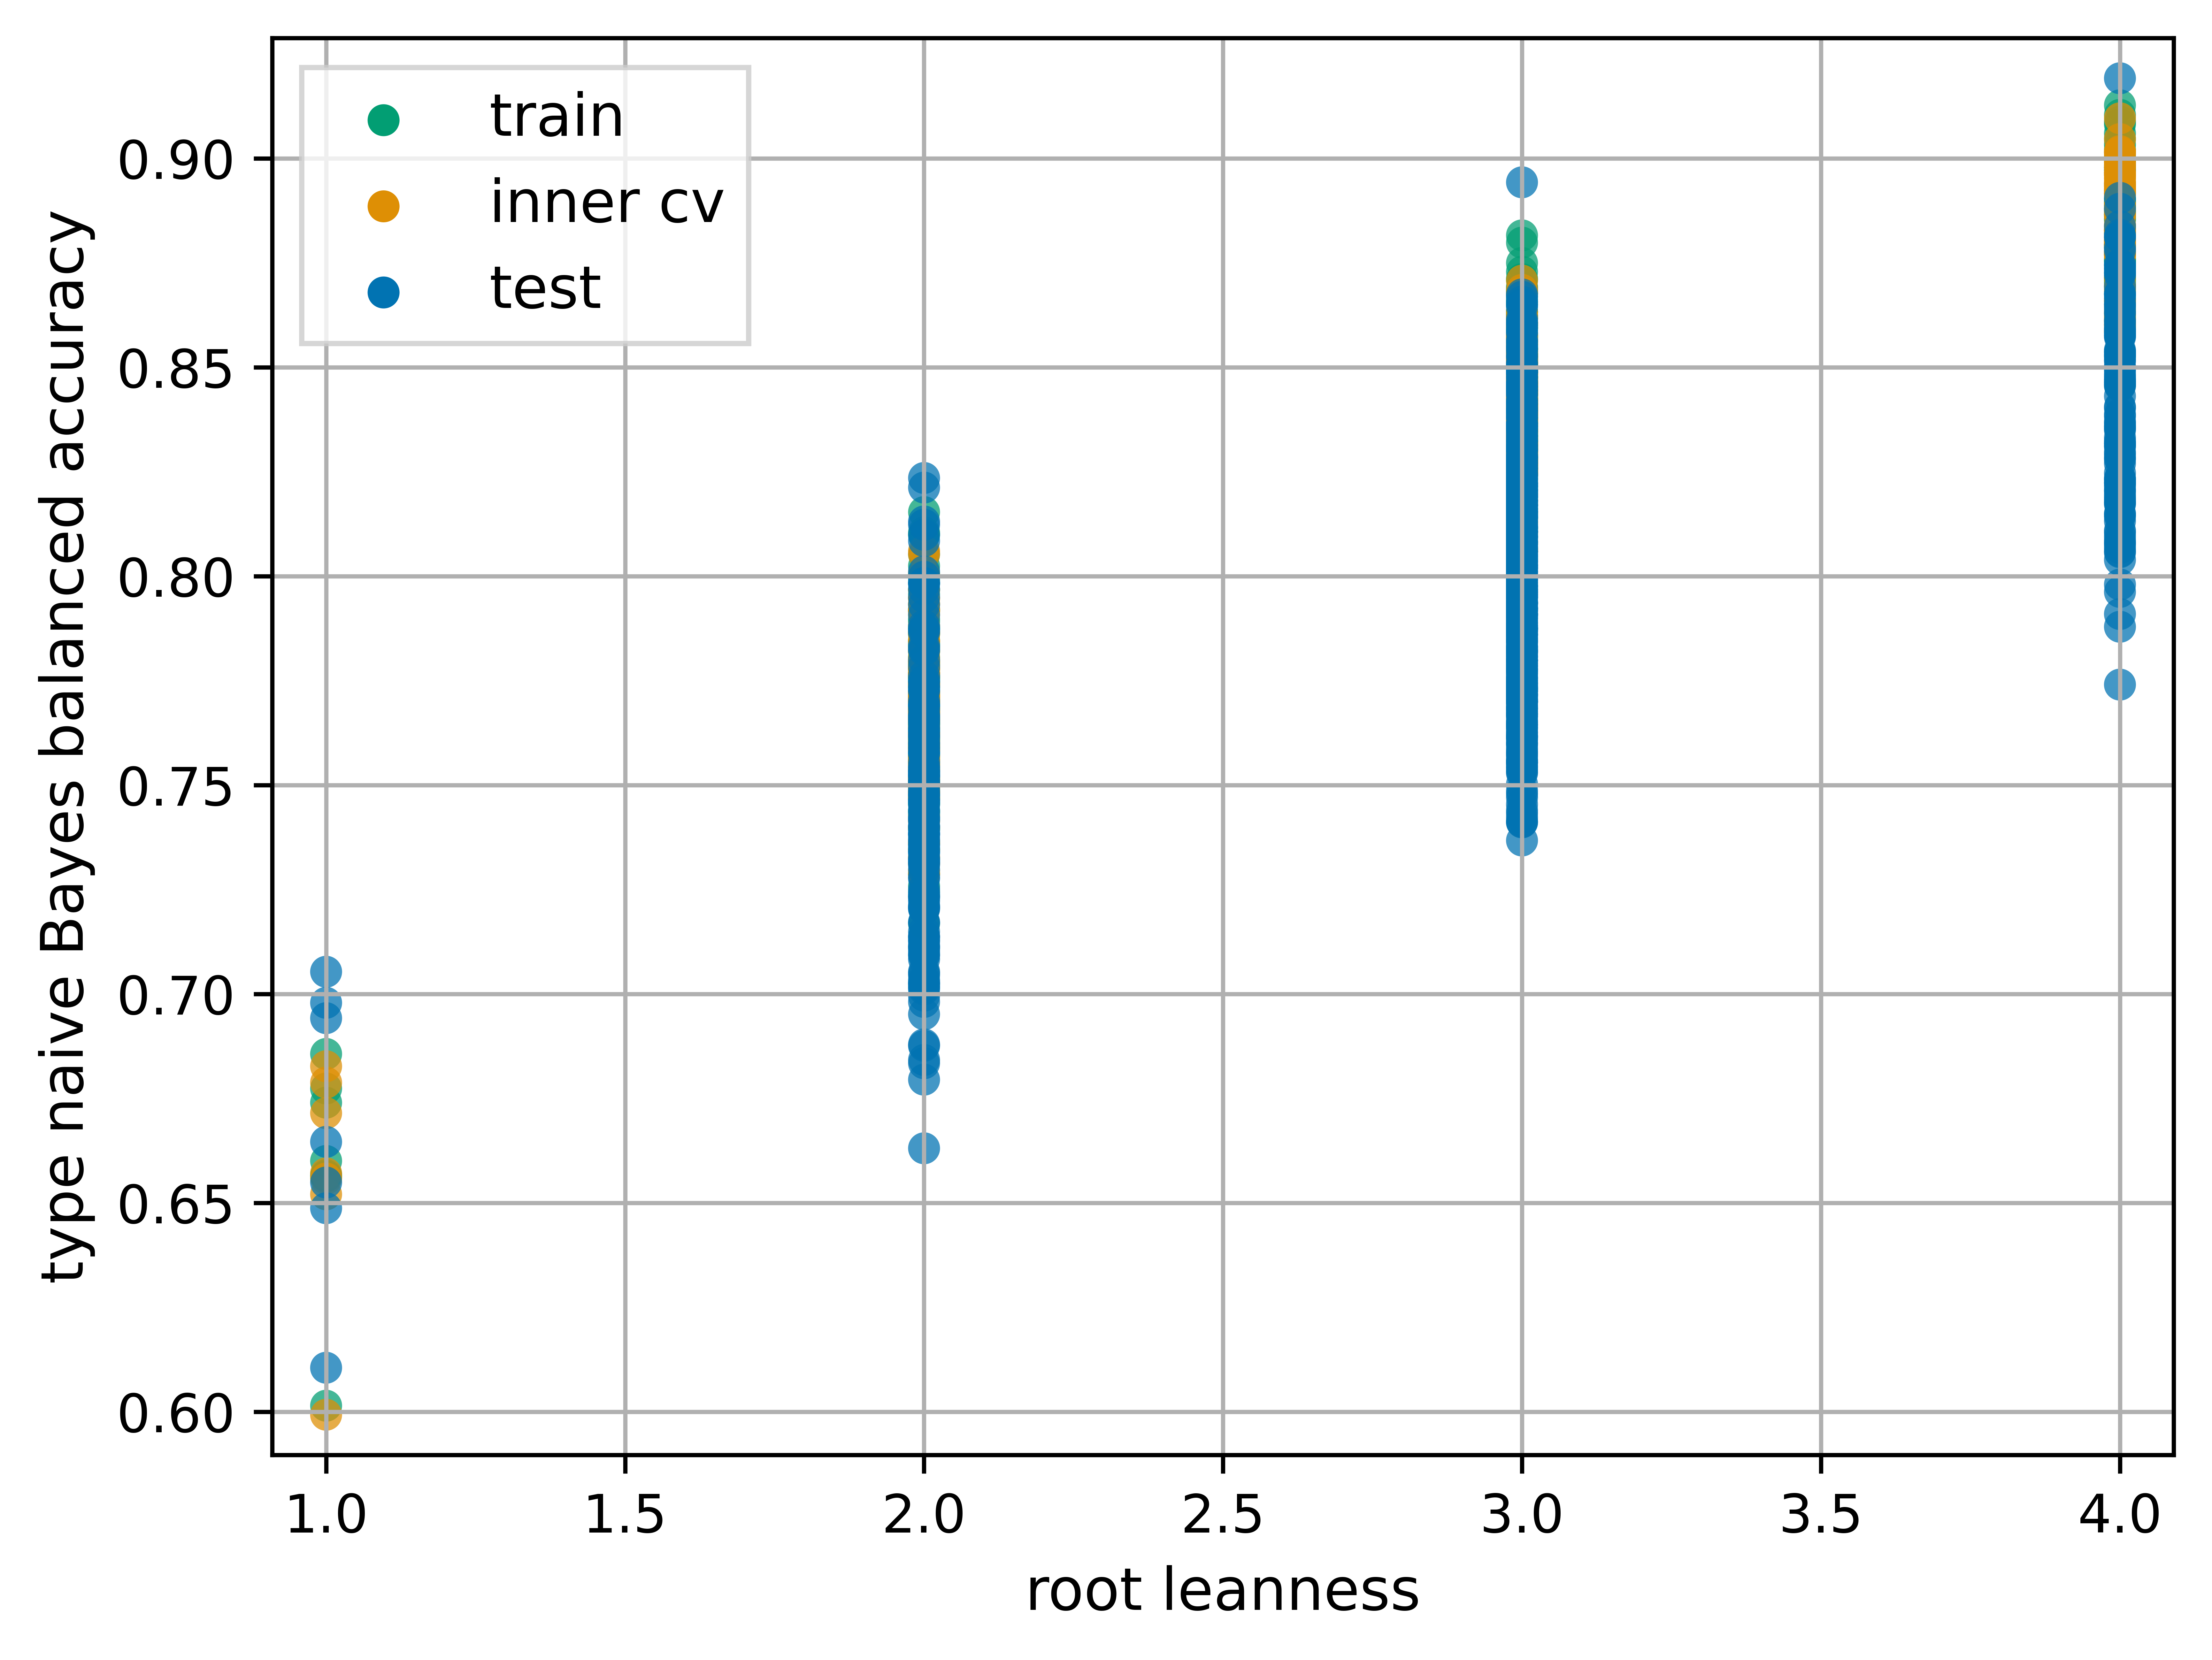 train
inner cv
test
0.90
0.85
0.80
0.75
0.70
0.65
0.60
type naive Bayes balanced accuracy
1.0 1.5 2.0 2.5 3.0 3.5 4.0
root leanness